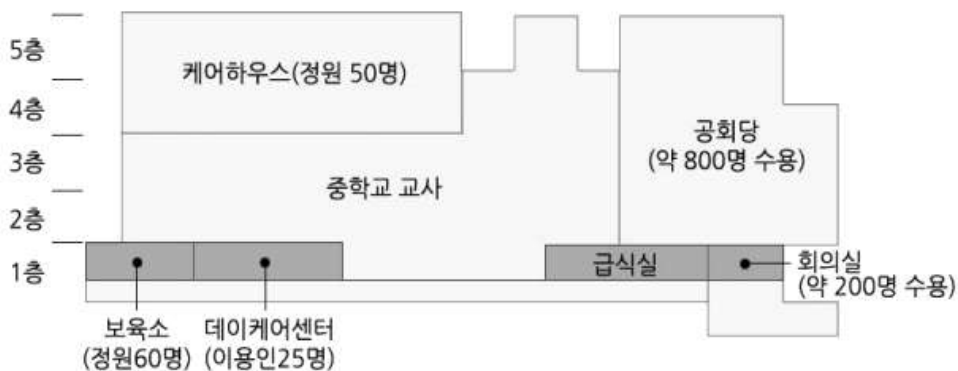 5층
케어하우스(정원 50명)
4층
공회당
(약 800명 수용)
3층
중학교 교사
2층
1층
급식실
회의실
(약 200명 수용)
보육소
(정원60명)
데이케어센터
(이용인25명)